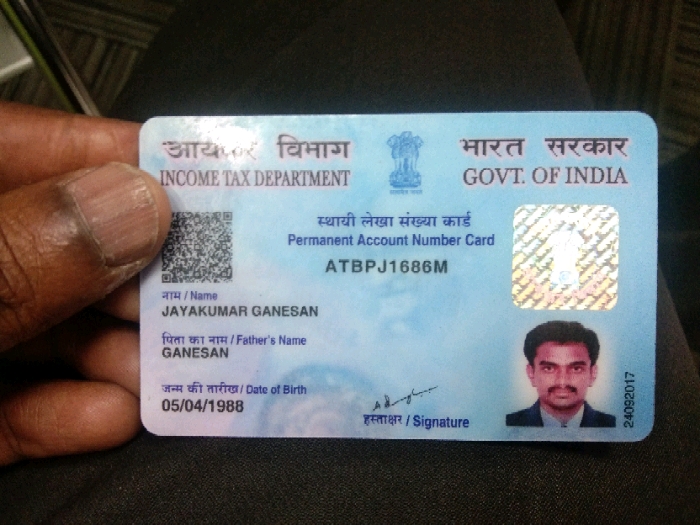 आयकर विभाग
INCOME TAX DEPARTMENT
भारत सरकार
GOVT. OF INDIA
स्थायी लेखा संख्या कार्ड
Permanent Account Number Card
ATBPJ1686M
नाम / Name
JAYAKUMAR GANESAN
पिता का नाम / Father's Name
GANESAN
जन्म की तारीख / Date of Birth
05/04/1988
हस्ताक्षर / Signature
24092017